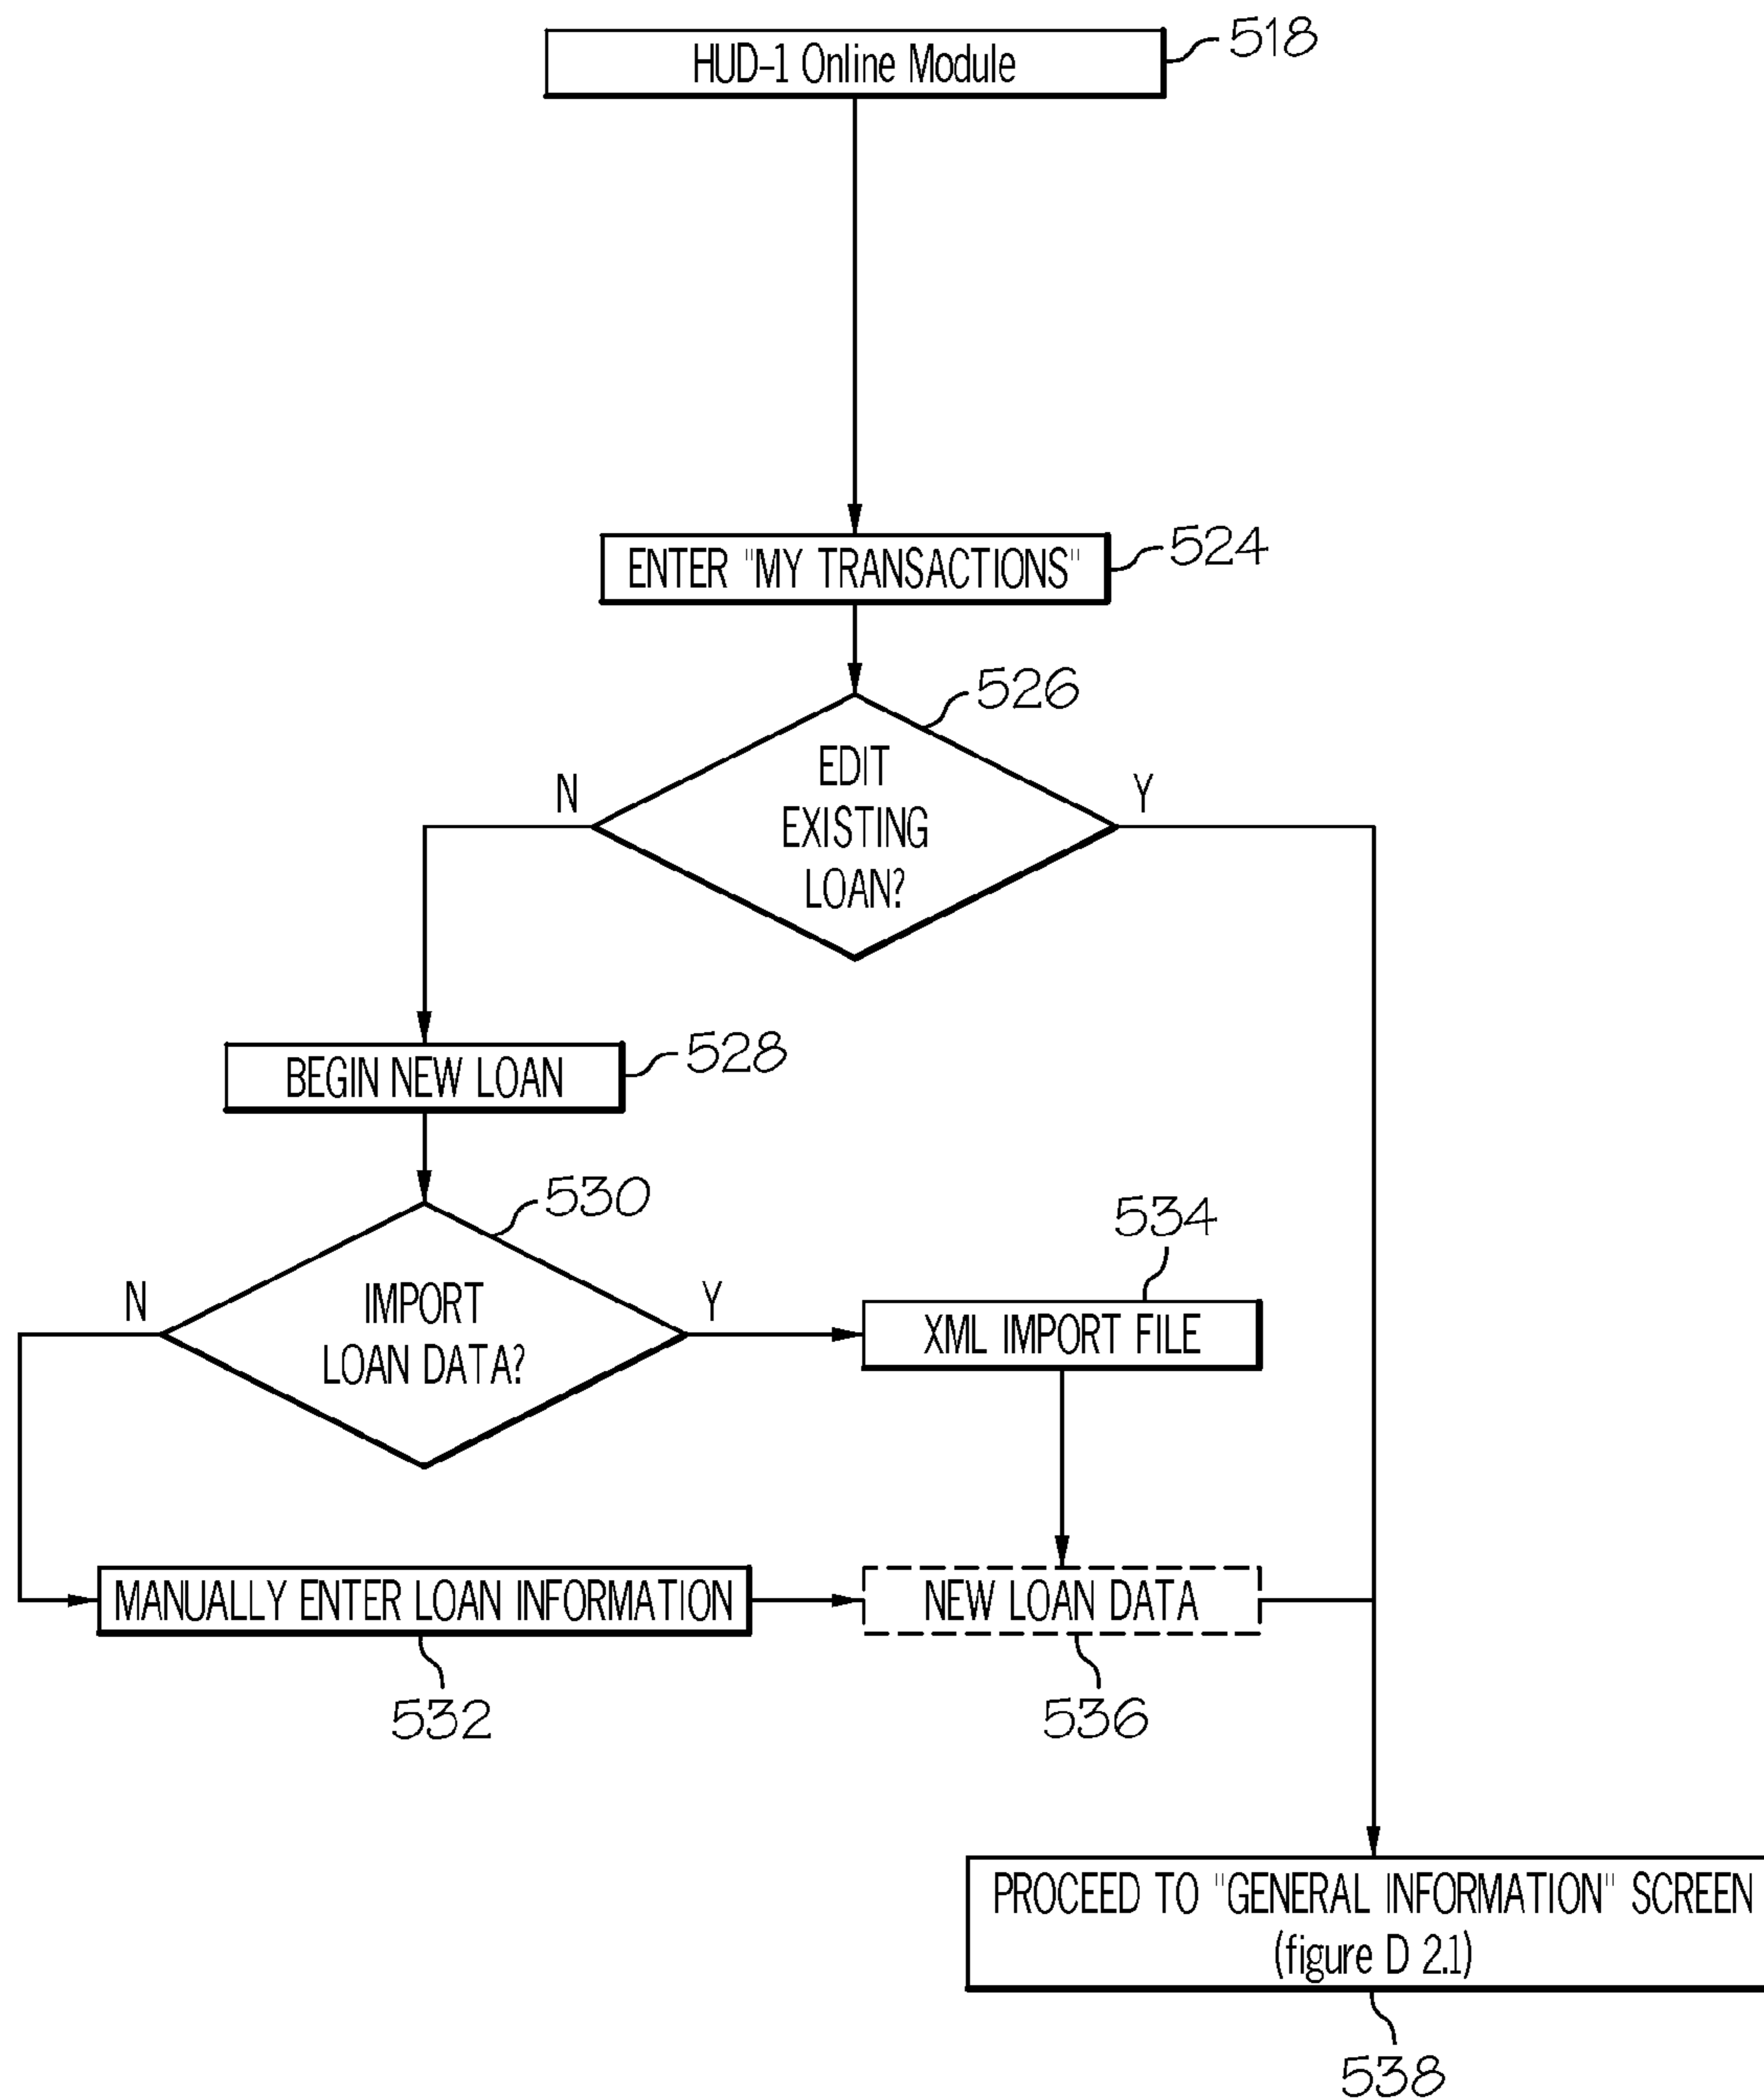 HUD-1 Online Module
518
ENTER "MY TRANSACTIONS"
524
526
EDIT
EXISTING
LOAN?
N
Y
BEGIN NEW LOAN
528
530
IMPORT
LOAN DATA?
N
Y
534
XML IMPORT FILE
MANUALLY ENTER LOAN INFORMATION
NEW LOAN DATA
532
536
PROCEED TO "GENERAL INFORMATION" SCREEN
(figure D 2.1)
538